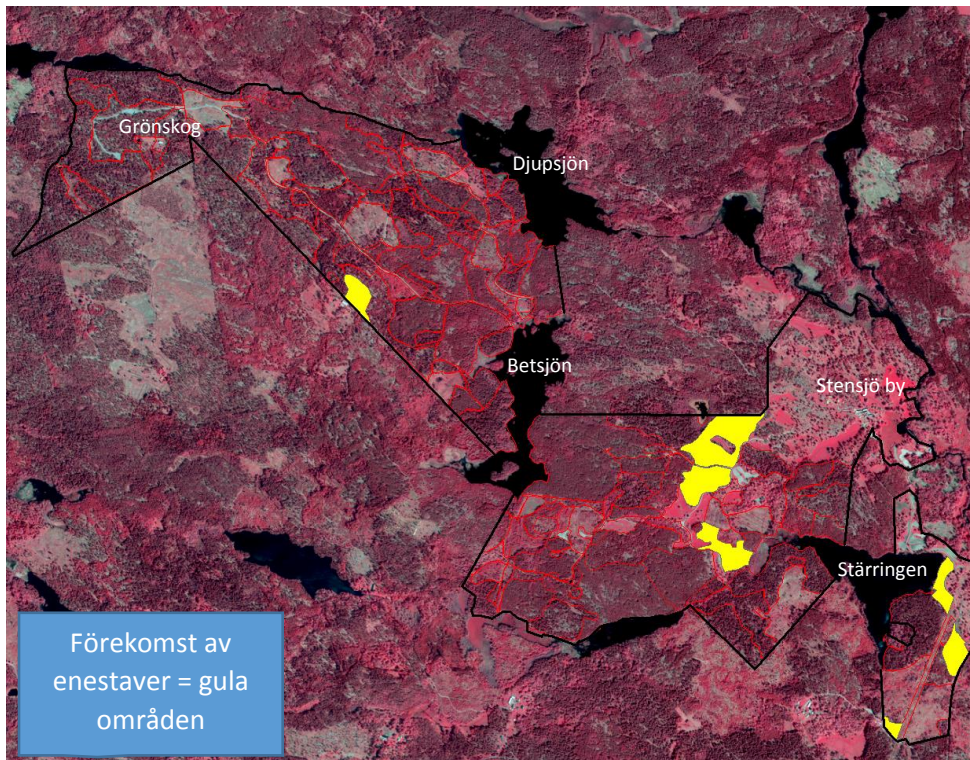 Grönskog
Djupsjön
Betsjön
Stensjö by
Stärringen
Förekomst av
enestaver = gula
områden